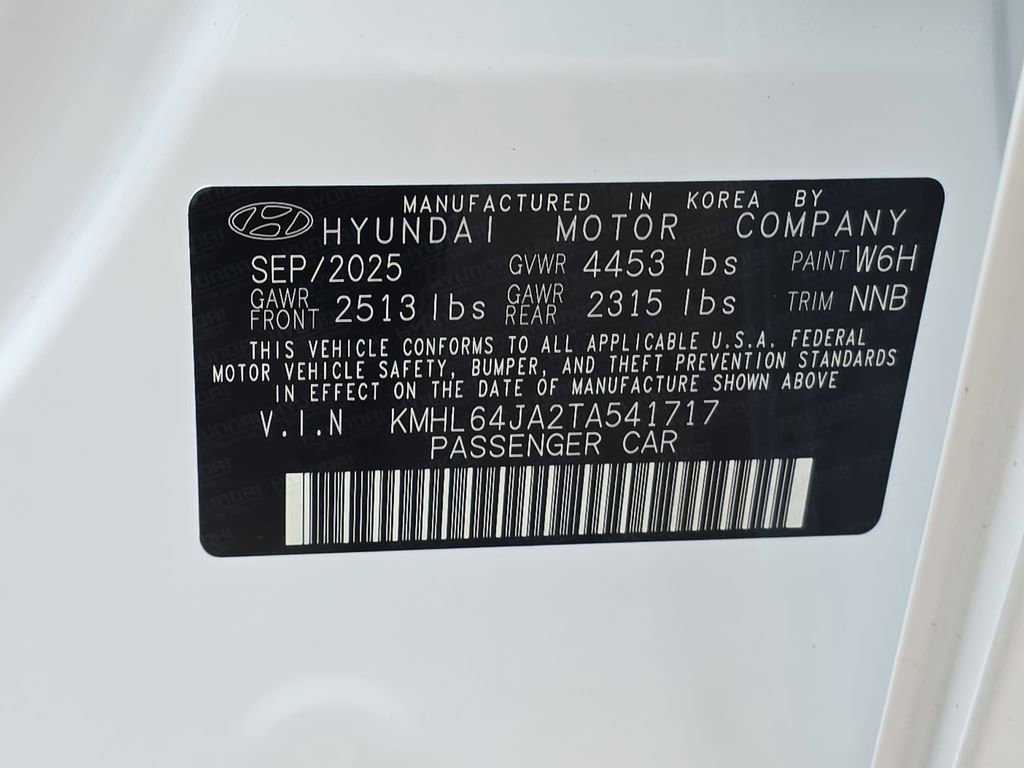 MANUFACTURED IN KOREA BY
HYUNDAI MOTOR COMPANY
SEP/2025 GVWR 4453 lbs PAINT W6H
GAWR FRONT 2513 lbs GAWR REAR 2315 lbs TRIM NNB
THIS VEHICLE CONFORMS TO ALL APPLICABLE U.S.A. FEDERAL
MOTOR VEHICLE SAFETY, BUMPER, AND THEFT PREVENTION STANDARDS
IN EFFECT ON THE DATE OF MANUFACTURE SHOWN ABOVE
V.I.N KMHL64JA2TA541717
PASSENGER CAR